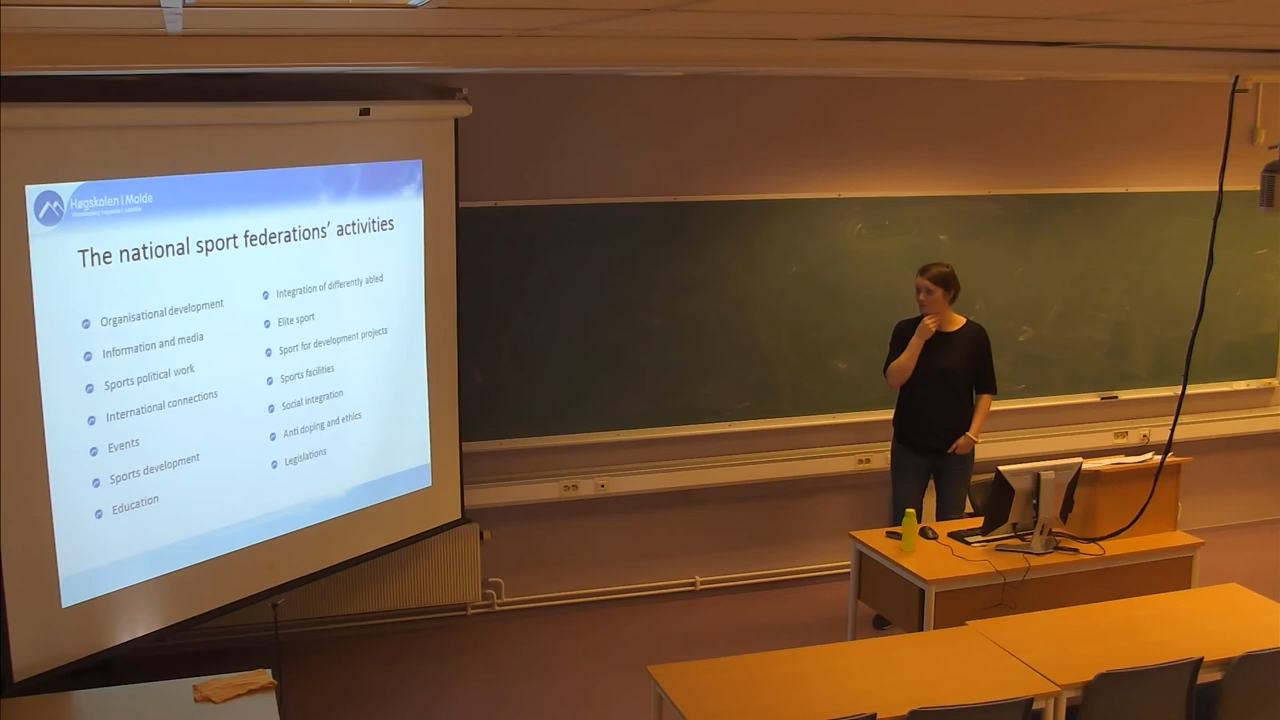 Høgskolen i Molde
The national sport federations' activities
Organisational development
Information and media
Sports political work
International connections
Events
Sports development
Education
Integration of differently abled
Elite sport
Sport for development projects
Sports facilities
Social integration
Anti doping and ethics
Legislations